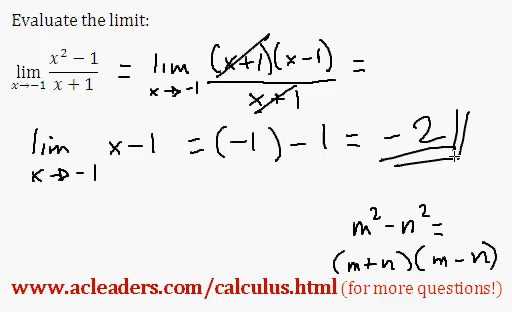 Evaluate the limit:
lim x→-1 (x² − 1)/(x + 1) = lim x→-1 (x+1)(x-1)/(x+1) =
lim x→-1 x-1 = (-1) - 1 = -2
m² - n² =
(m+n)(m-n)
www.acleaders.com/calculus.html (for more questions!)